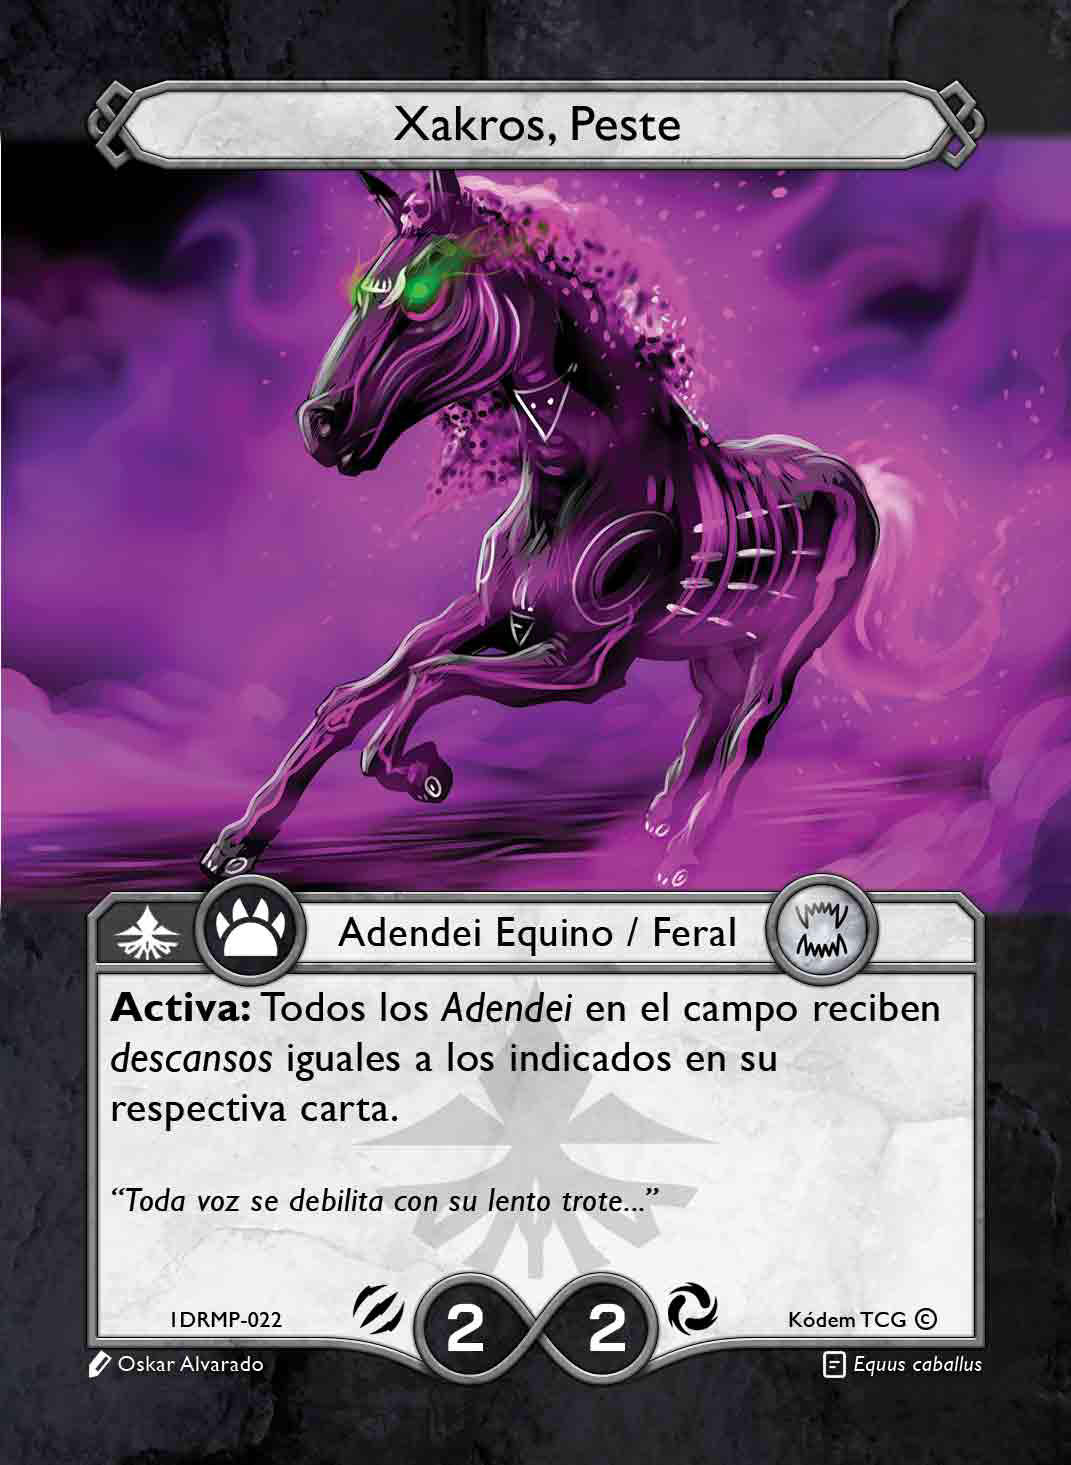 Xakros, Peste
Adendei Equino / Feral
Activa: Todos los Adendei en el campo reciben
descansos iguales a los indicados en su
respectiva carta.
“Toda voz se debilita con su lento trote...”
1DRMP-022
2 2
Kódem TCG ©
Oskar Alvarado
Equus caballus